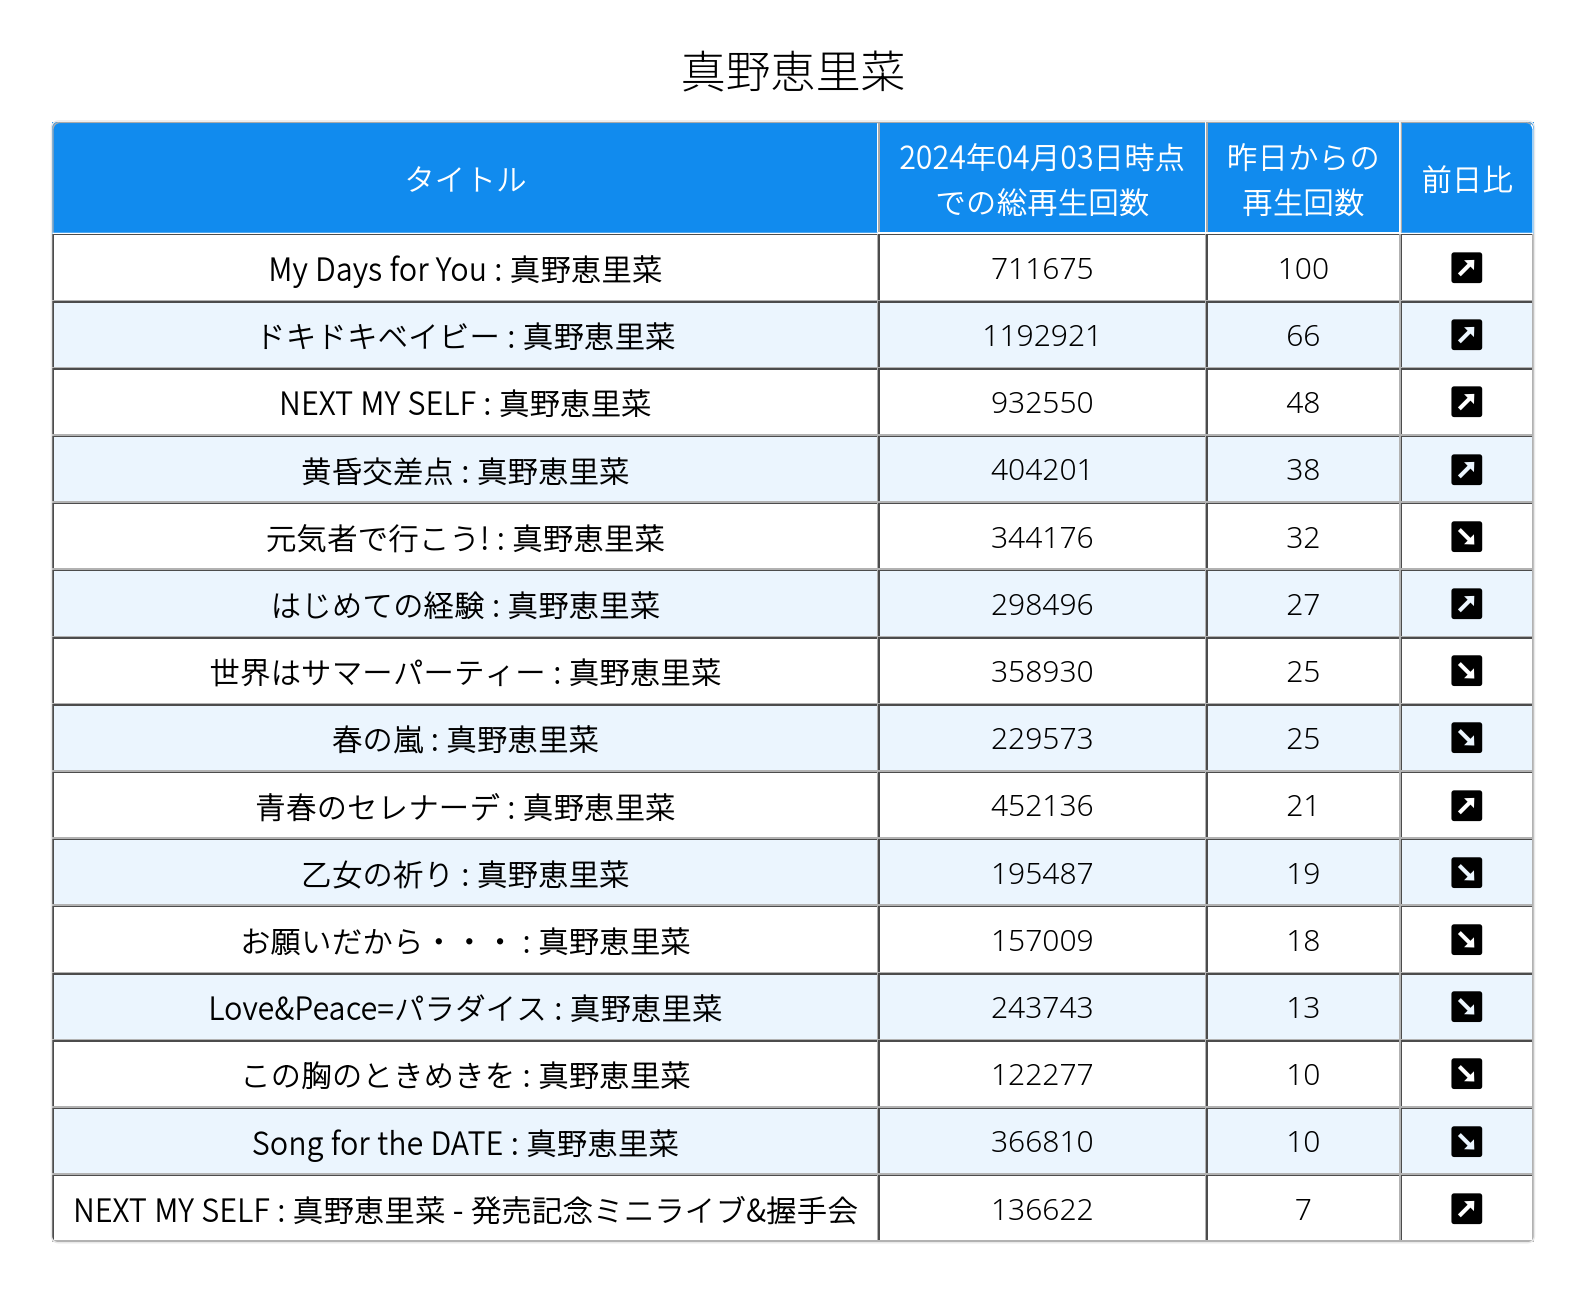 真野恵里菜
タイトル
2024年04月03日時点
での総再生回数
昨日からの
再生回数
前日比
My Days for You : 真野恵里菜 711675 100
ドキドキベイビー : 真野恵里菜 1192921 66
NEXT MY SELF : 真野恵里菜 932550 48
黄昏交差点 : 真野恵里菜 404201 38
元気者で行こう! : 真野恵里菜 344176 32
はじめての経験 : 真野恵里菜 298496 27
世界はサマーパーティー : 真野恵里菜 358930 25
春の嵐 : 真野恵里菜 229573 25
青春のセレナーデ : 真野恵里菜 452136 21
乙女の祈り : 真野恵里菜 195487 19
お願いだから・・・ : 真野恵里菜 157009 18
Love&Peace=パラダイス : 真野恵里菜 243743 13
この胸のときめきを : 真野恵里菜 122277 10
Song for the DATE : 真野恵里菜 366810 10
NEXT MY SELF : 真野恵里菜 - 発売記念ミニライブ&握手会 136622 7